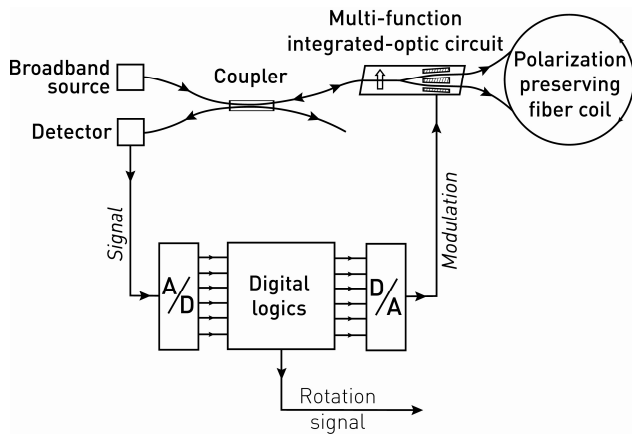 Multi-function
integrated-optic circuit
Broadband
source
Coupler
Polarization
preserving
fiber coil
Detector
Signal
Modulation
A/D
Digital
logics
D/A
Rotation
signal